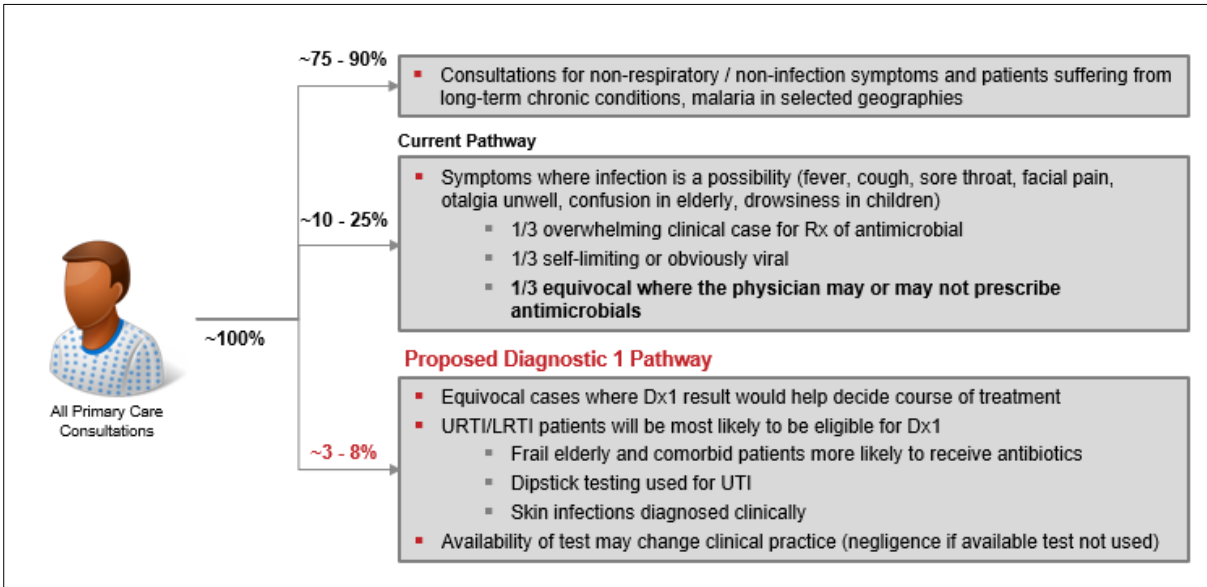 ~75 - 90%
Consultations for non-respiratory / non-infection symptoms and patients suffering from
long-term chronic conditions, malaria in selected geographies
Current Pathway
~10 - 25%
Symptoms where infection is a possibility (fever, cough, sore throat, facial pain,
otalgia unwell, confusion in elderly, drowsiness in children)
1/3 overwhelming clinical case for Rx of antimicrobial
1/3 self-limiting or obviously viral
1/3 equivocal where the physician may or may not prescribe
antimicrobials
~100%
All Primary Care
Consultations
Proposed Diagnostic 1 Pathway
~3 - 8%
Equivocal cases where Dx1 result would help decide course of treatment
URTI/LRTI patients will be most likely to be eligible for Dx1
Frail elderly and comorbid patients more likely to receive antibiotics
Dipstick testing used for UTI
Skin infections diagnosed clinically
Availability of test may change clinical practice (negligence if available test not used)